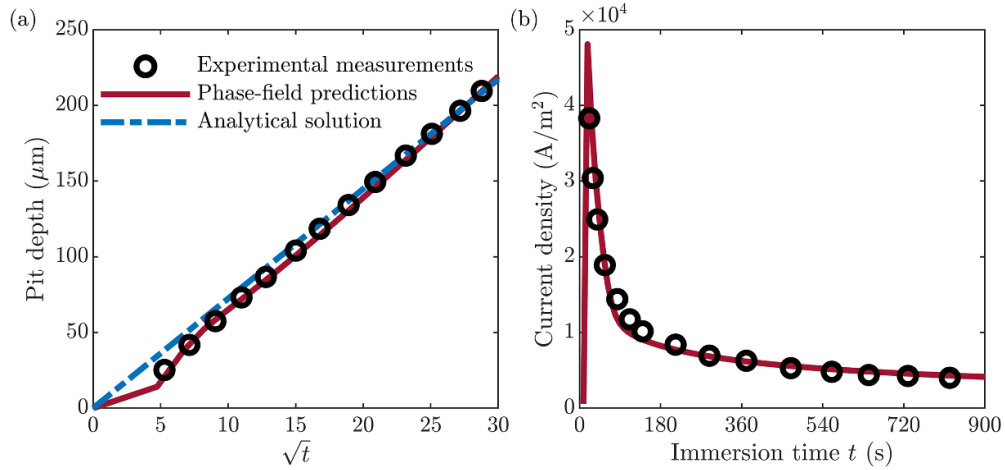 (a)
250
200
150
100
50
0
Pit depth (μm)
Experimental measurements
Phase-field predictions
Analytical solution
0 5 10 15 20 25 30
√t
(b)
×10⁴
5
4
3
2
1
0
Current density (A/m²)
0 180 360 540 720 900
Immersion time t (s)